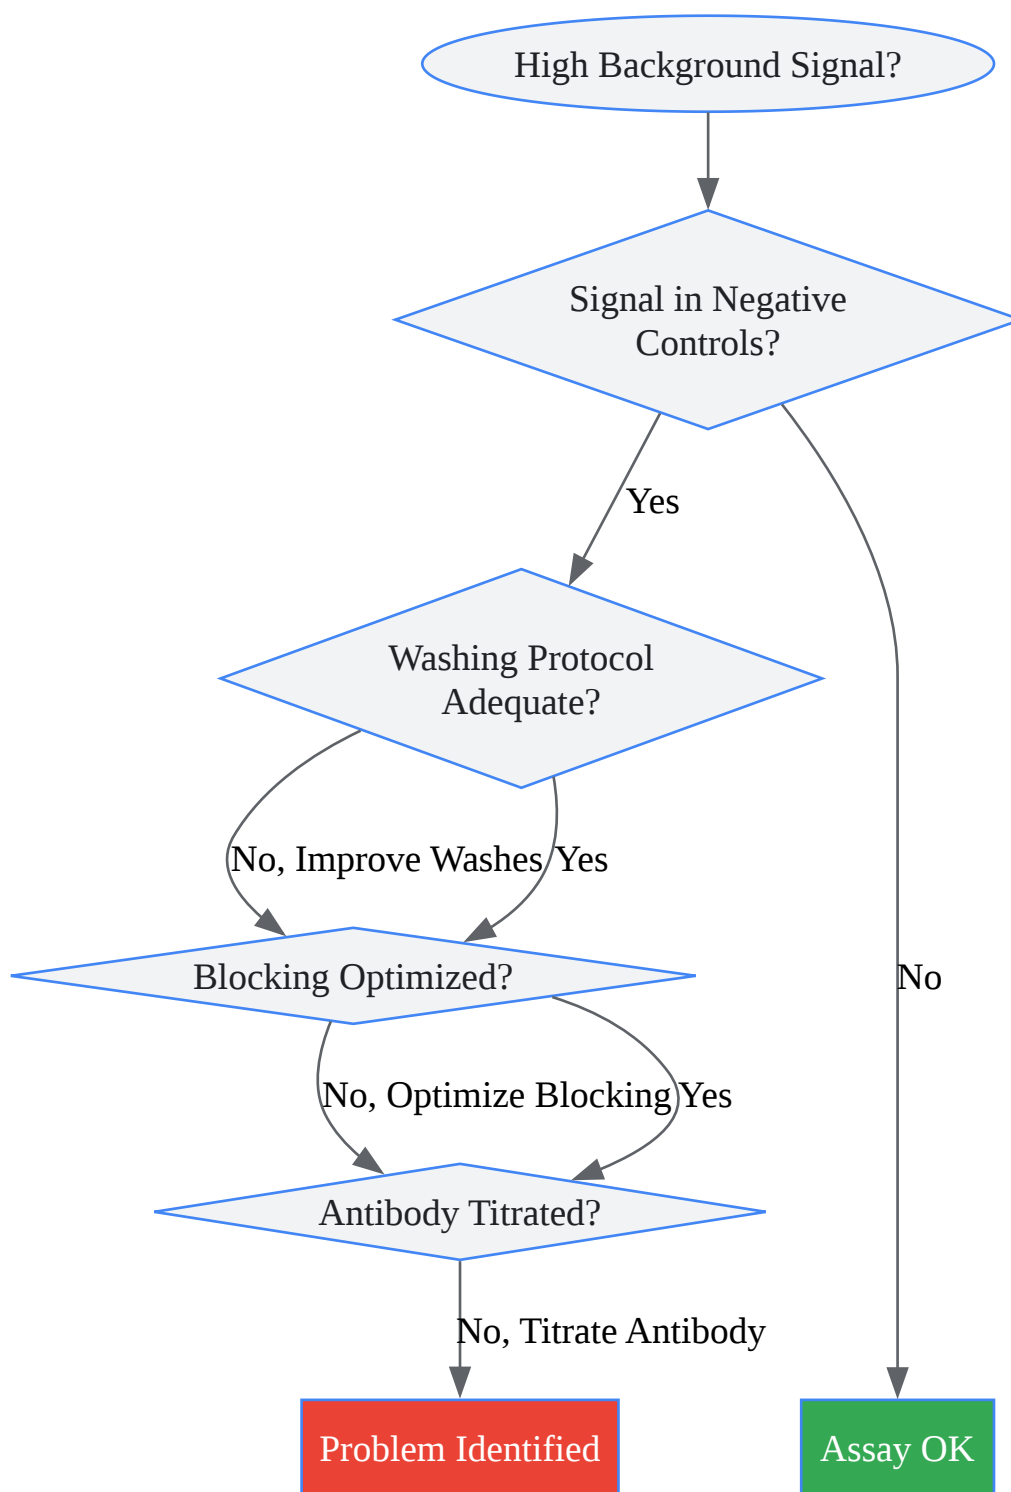 High Background Signal?
Signal in Negative
Controls?
Yes
Washing Protocol
Adequate?
No, Improve Washes
Yes
Blocking Optimized?
No
No, Optimize Blocking
Yes
Antibody Titrated?
No, Titrate Antibody
Problem Identified
Assay OK